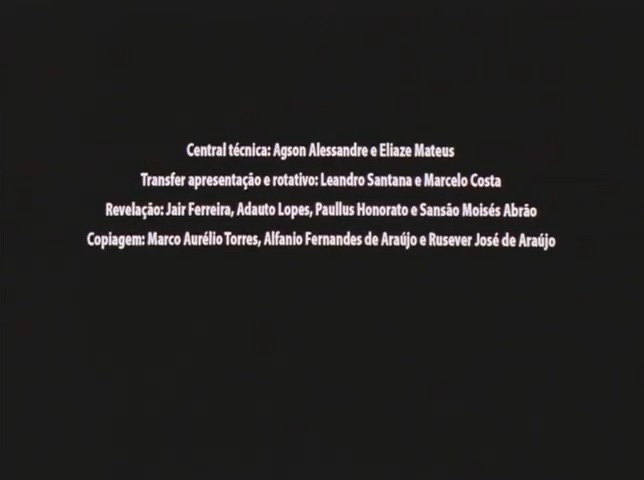 Central técnica: Agson Alessandre e Eliaze Mateus
Transfer apresentação e rotativo: Leandro Santana e Marcelo Costa
Revelação: Jair Ferreira, Adauto Lopes, Paullus Honorato e Sansão Moisés Abrão
Copiagem: Marco Aurélio Torres, Alfanio Fernandes de Araújo e Rusever José de Araújo